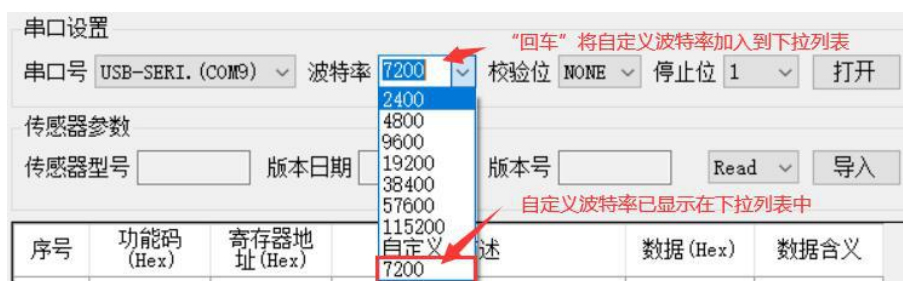 串口设置
“回车”将自定义波特率加入到下拉列表
串口号 USB-SERI. (COM9) 波特率 7200 校验位 NONE 停止位 1 打开
2400
4800
传感器参数
9600
传感器型号 版本日期 19200 版本号 Read 导入
38400
57600
自定义波特率已显示在下拉列表中
115200
序号 功能码(Hex) 寄存器地址(Hex) 自定义 述 数据(Hex) 数据含义
7200